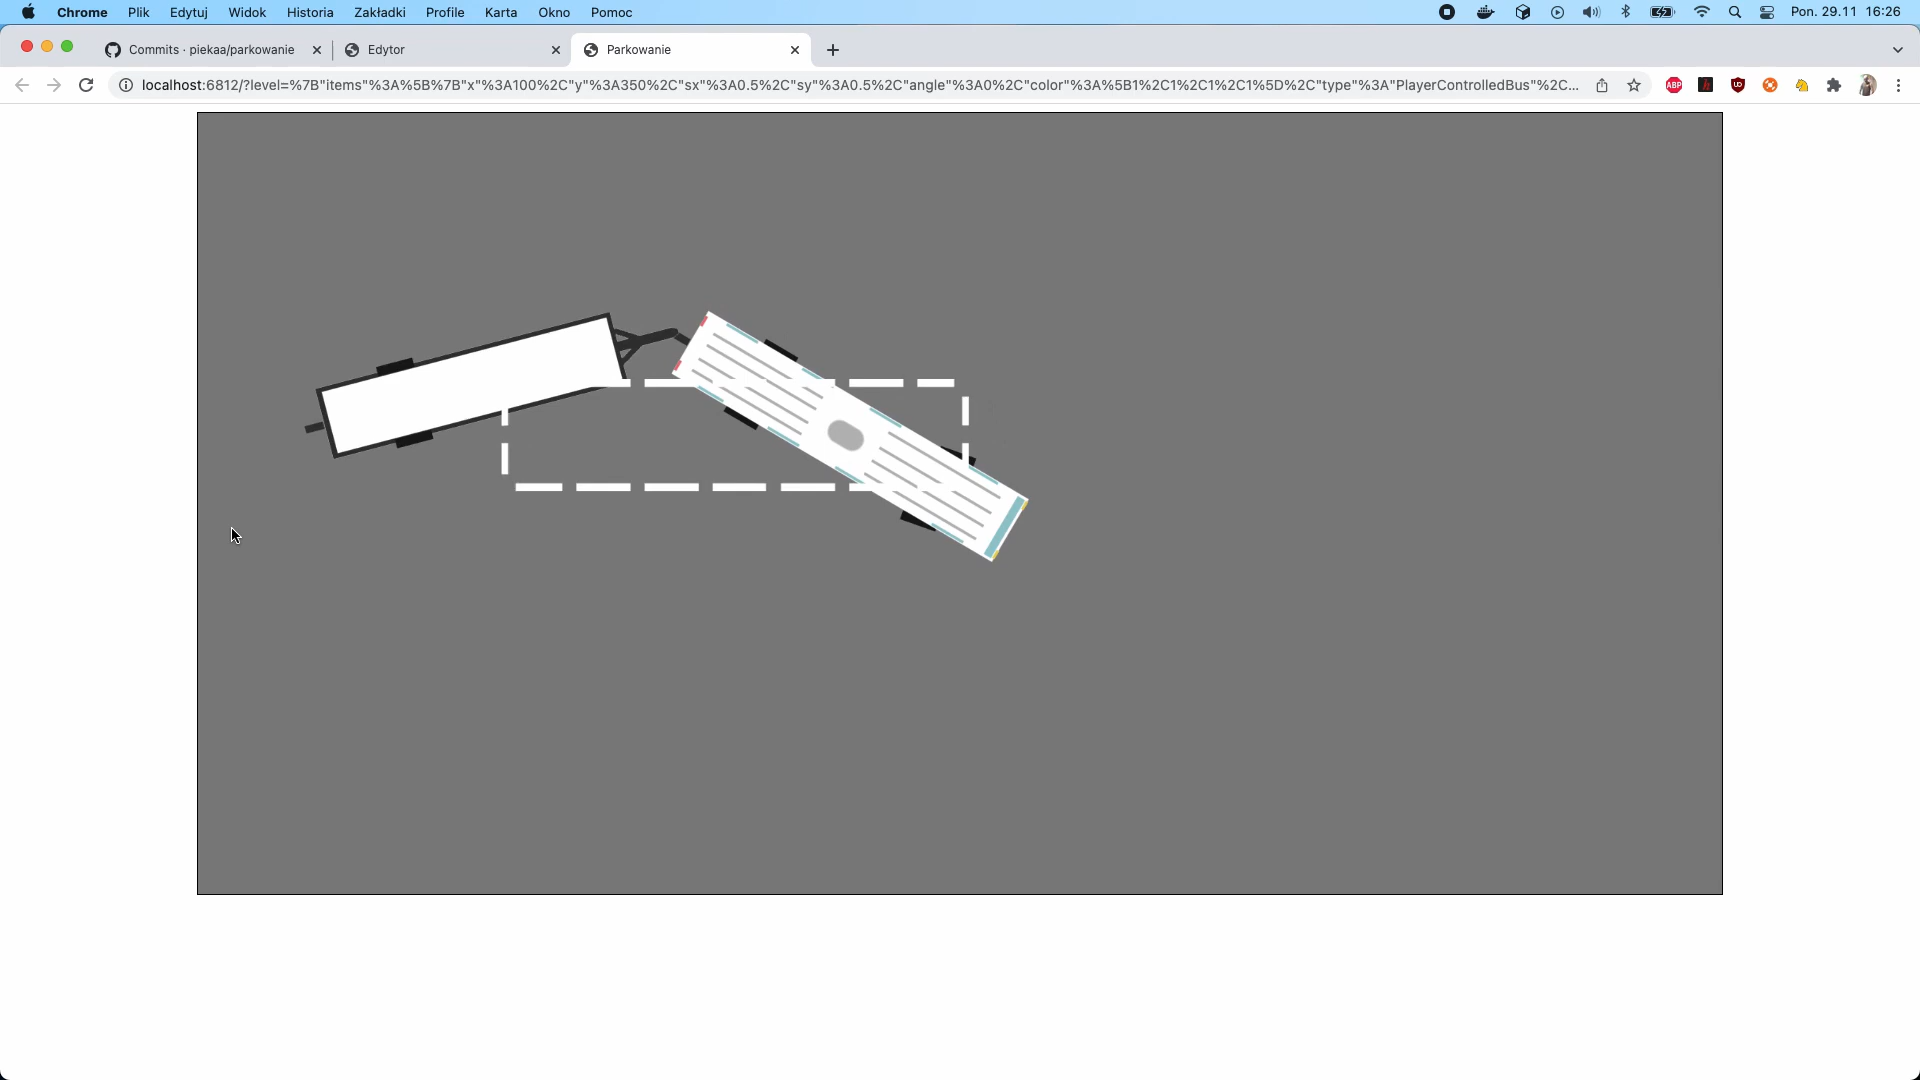 Chrome Plik Edytuj Widok Historia Zakładki Profile Karta Okno Pomoc Pon. 29.11 16:26
Commits · piekaa/parkowanie Edytor Parkowanie
localhost:6812/?level=%7B"items"%3A%5B%7B"x"%3A100%2C"y"%3A350%2C"sx"%3A0.5%2C"sy"%3A0.5%2C"angle"%3A0%2C"color"%3A%5B1%2C1%2C1%2C1%5D%2C"type"%3A"PlayerControlledBus"%2C... ABP